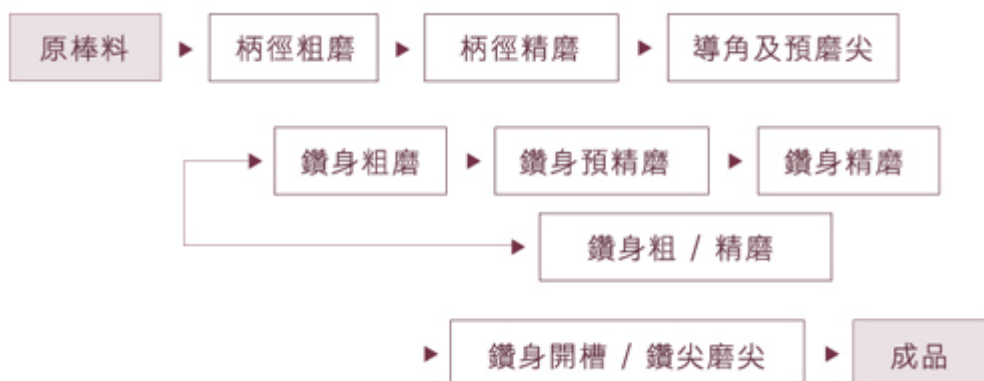 原棒料 ▶ 柄徑粗磨 ▶ 柄徑精磨 ▶ 導角及預磨尖
▶ 鑽身粗磨 ▶ 鑽身預精磨 ▶ 鑽身精磨
▶ 鑽身粗 / 精磨
▶ 鑽身開槽 / 鑽尖磨尖 ▶ 成品